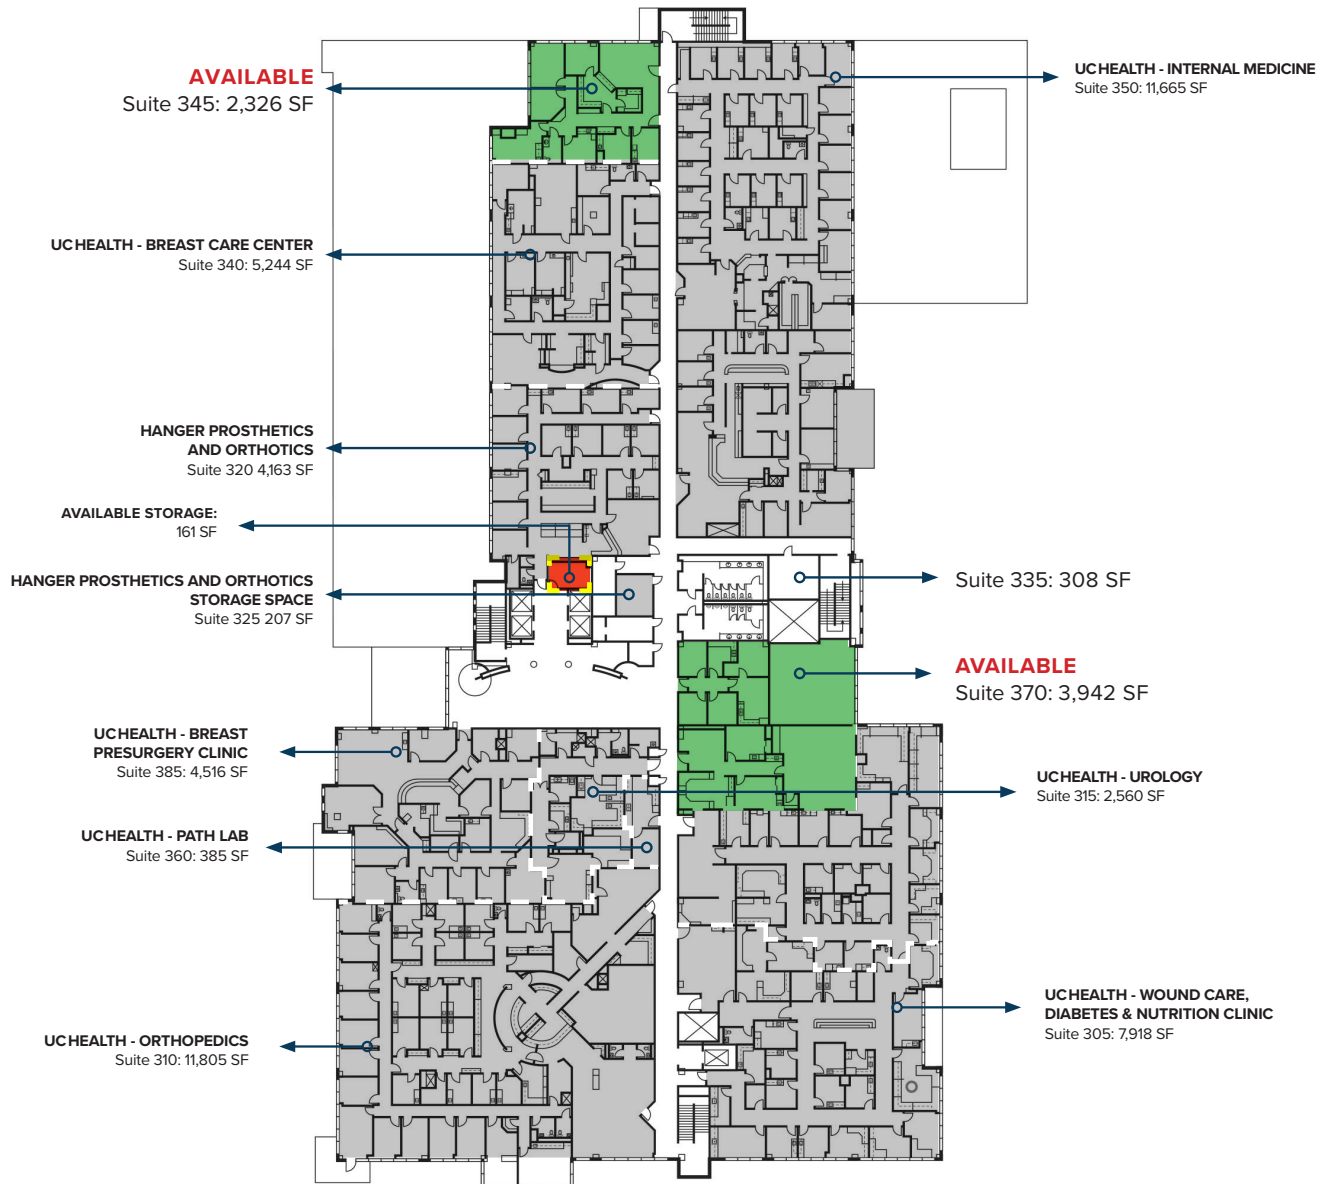 AVAILABLE
Suite 345: 2,326 SF
UCHEALTH - INTERNAL MEDICINE
Suite 350: 11,665 SF
UCHEALTH - BREAST CARE CENTER
Suite 340: 5,244 SF
HANGER PROSTHETICS
AND ORTHOTICS
Suite 320 4,163 SF
AVAILABLE STORAGE:
161 SF
HANGER PROSTHETICS AND ORTHOTICS
STORAGE SPACE
Suite 325 207 SF
Suite 335: 308 SF
AVAILABLE
Suite 370: 3,942 SF
UCHEALTH - BREAST
PRESURGERY CLINIC
Suite 385: 4,516 SF
UCHEALTH - UROLOGY
Suite 315: 2,560 SF
UCHEALTH - PATH LAB
Suite 360: 385 SF
UCHEALTH - WOUND CARE,
DIABETES & NUTRITION CLINIC
Suite 305: 7,918 SF
UCHEALTH - ORTHOPEDICS
Suite 310: 11,805 SF